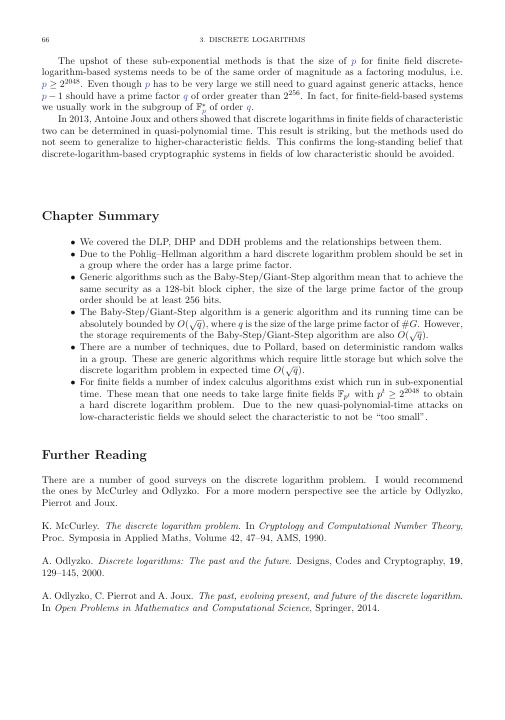 66
3. DISCRETE LOGARITHMS
The upshot of these sub-exponential methods is that the size of p for finite field discrete-
logarithm-based systems needs to be of the same order of magnitude as a factoring modulus, i.e.
p ≥ 2^2048. Even though p has to be very large we still need to guard against generic attacks, hence
p − 1 should have a prime factor q of order greater than 2^256. In fact, for finite-field-based systems
we usually work in the subgroup of 𝔽*_p of order q.
In 2013, Antoine Joux and others showed that discrete logarithms in finite fields of characteristic
two can be determined in quasi-polynomial time. This result is striking, but the methods used do
not seem to generalize to higher-characteristic fields. This confirms the long-standing belief that
discrete-logarithm-based cryptographic systems in fields of low characteristic should be avoided.
Chapter Summary
• We covered the DLP, DHP and DDH problems and the relationships between them.
• Due to the Pohlig–Hellman algorithm a hard discrete logarithm problem should be set in
a group where the order has a large prime factor.
• Generic algorithms such as the Baby-Step/Giant-Step algorithm mean that to achieve the
same security as a 128-bit block cipher, the size of the large prime factor of the group
order should be at least 256 bits.
• The Baby-Step/Giant-Step algorithm is a generic algorithm and its running time can be
absolutely bounded by O(√q), where q is the size of the large prime factor of #G. However,
the storage requirements of the Baby-Step/Giant-Step algorithm are also O(√q).
• There are a number of techniques, due to Pollard, based on deterministic random walks
in a group. These are generic algorithms which require little storage but which solve the
discrete logarithm problem in expected time O(√q).
• For finite fields a number of index calculus algorithms exist which run in sub-exponential
time. These mean that one needs to take large finite fields 𝔽_p^t with p^t ≥ 2^2048 to obtain
a hard discrete logarithm problem. Due to the new quasi-polynomial-time attacks on
low-characteristic fields we should select the characteristic to not be “too small”.
Further Reading
There are a number of good surveys on the discrete logarithm problem. I would recommend
the ones by McCurley and Odlyzko. For a more modern perspective see the article by Odlyzko,
Pierrot and Joux.
K. McCurley. The discrete logarithm problem. In Cryptology and Computational Number Theory,
Proc. Symposia in Applied Maths, Volume 42, 47–94, AMS, 1990.
A. Odlyzko. Discrete logarithms: The past and the future. Designs, Codes and Cryptography, 19,
129–145, 2000.
A. Odlyzko, C. Pierrot and A. Joux. The past, evolving present, and future of the discrete logarithm.
In Open Problems in Mathematics and Computational Science, Springer, 2014.